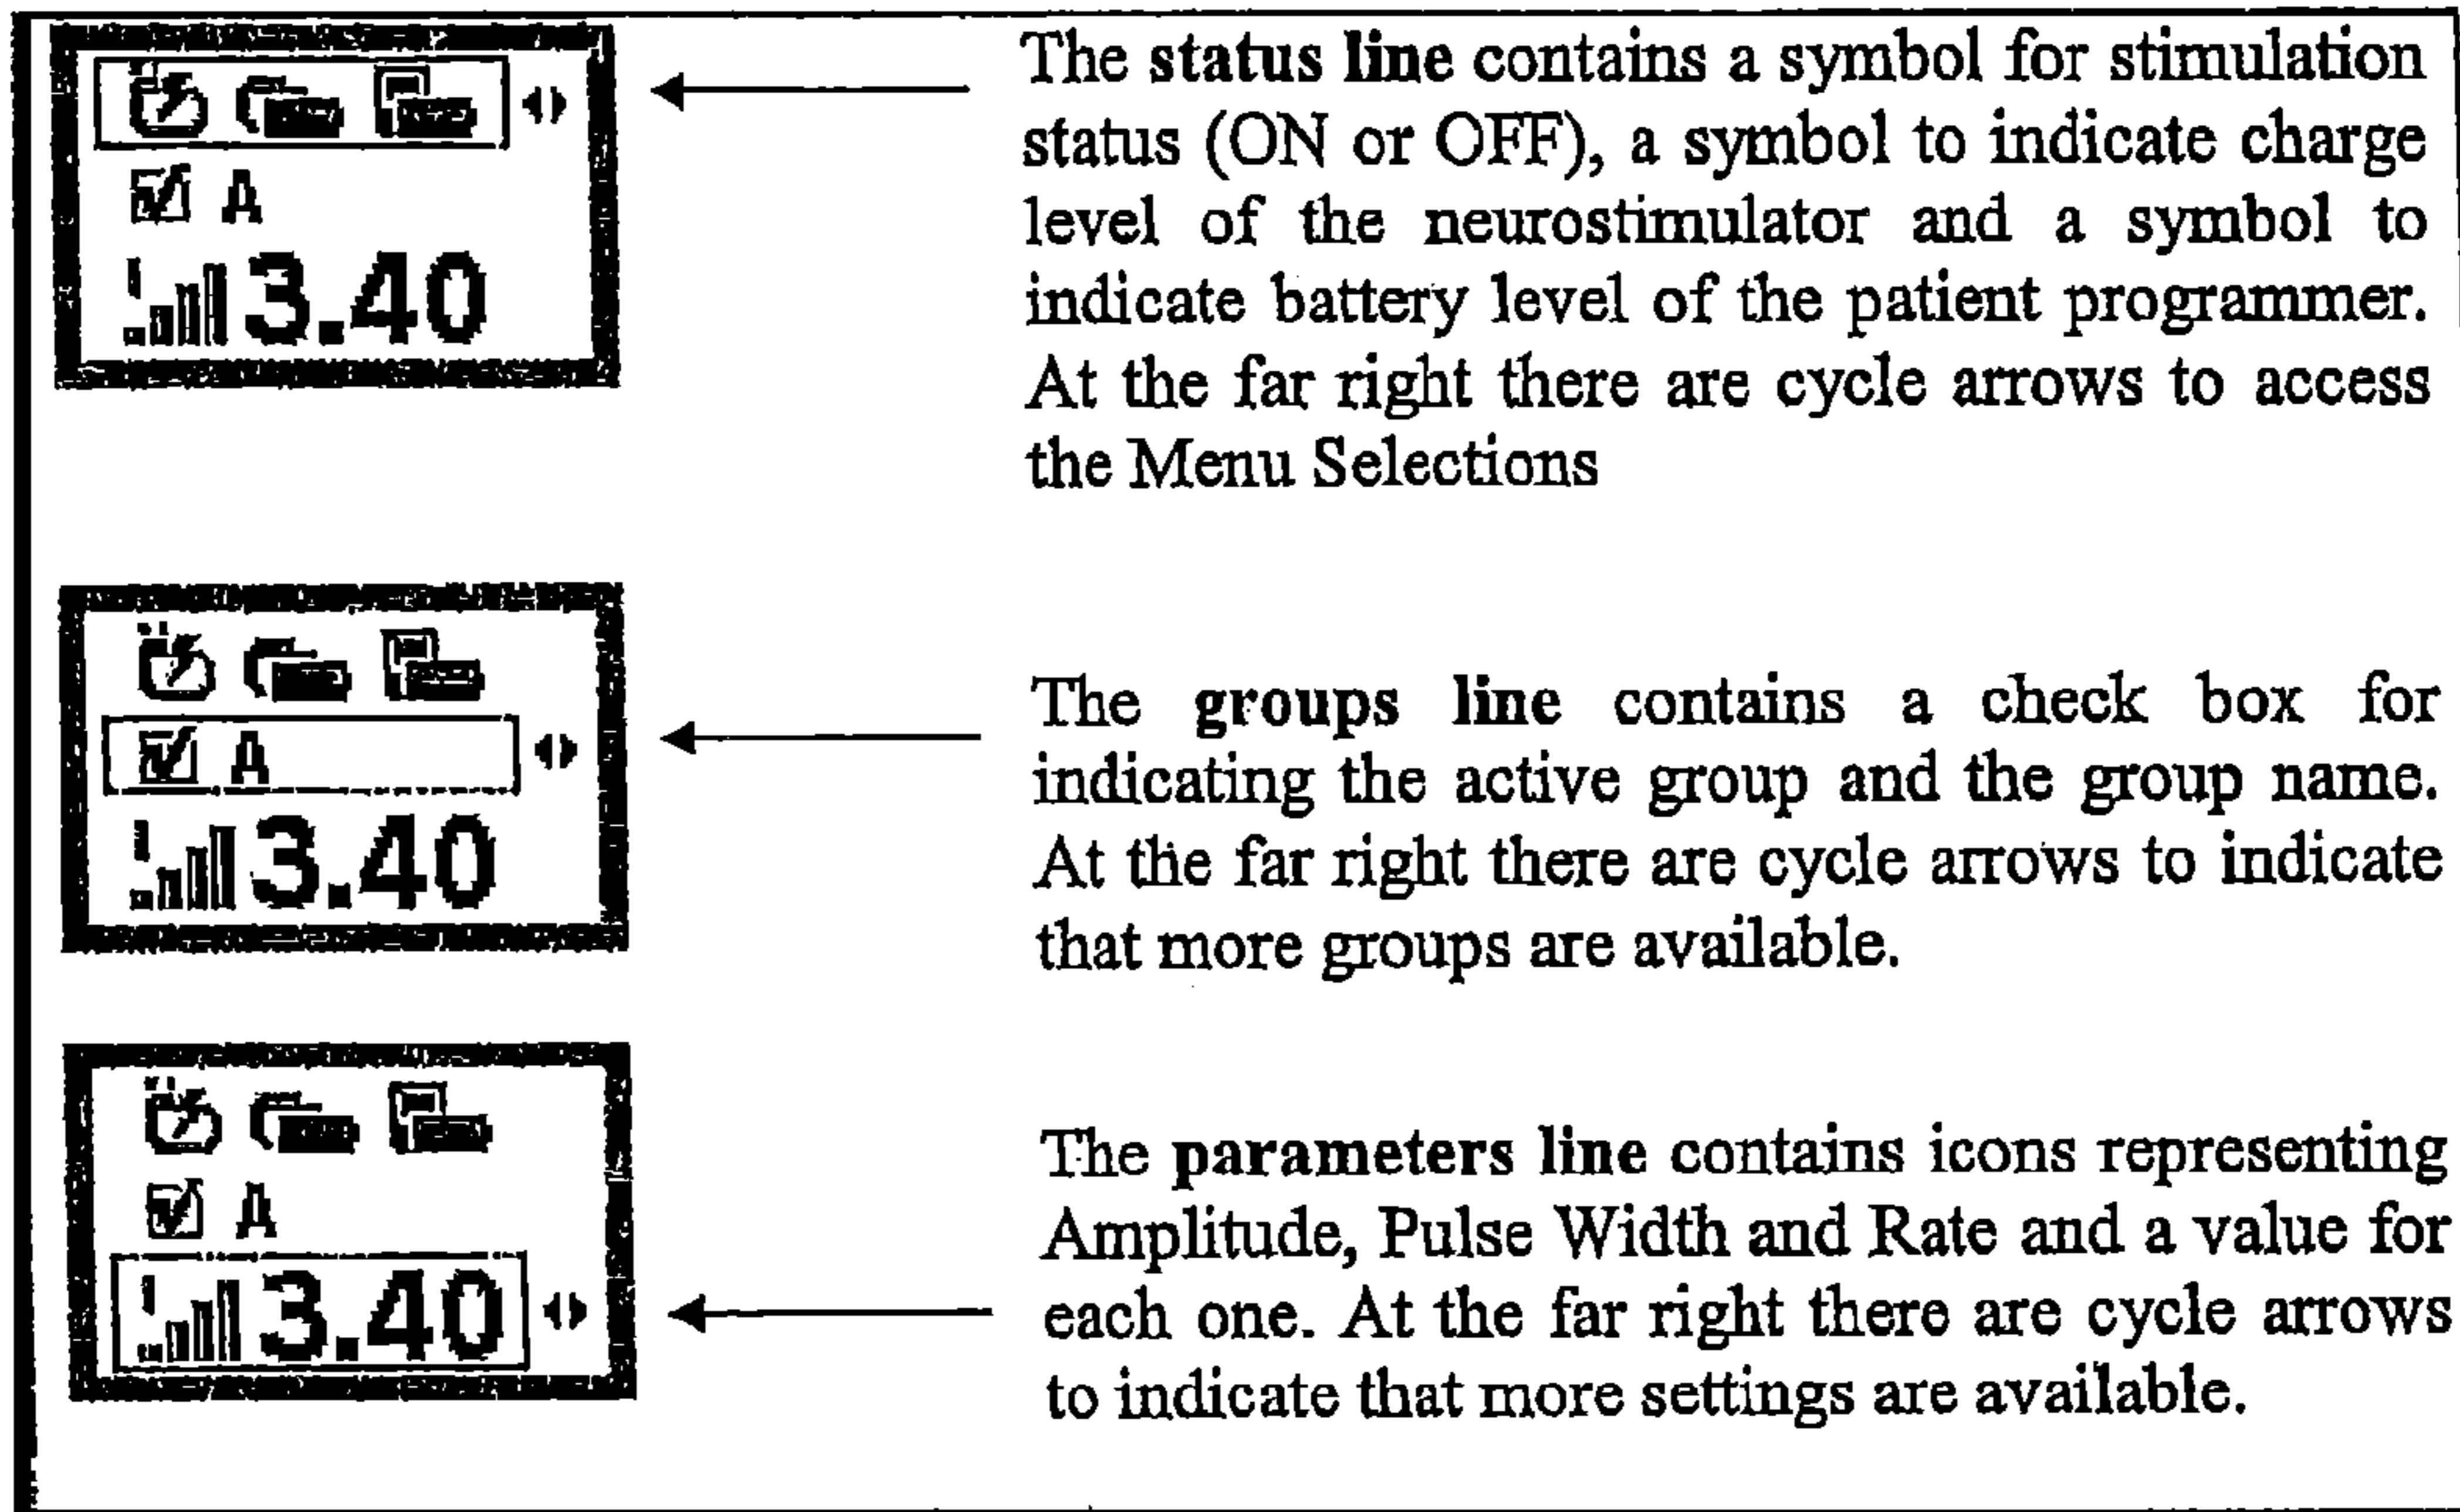 The status line contains a symbol for stimulation
status (ON or OFF), a symbol to indicate charge
level of the neurostimulator and a symbol to
indicate battery level of the patient programmer.
At the far right there are cycle arrows to access
the Menu Selections
A
3.40
The groups line contains a check box for
indicating the active group and the group name.
At the far right there are cycle arrows to indicate
that more groups are available.
A
3.40
The parameters line contains icons representing
Amplitude, Pulse Width and Rate and a value for
each one. At the far right there are cycle arrows
to indicate that more settings are available.
A
3.40